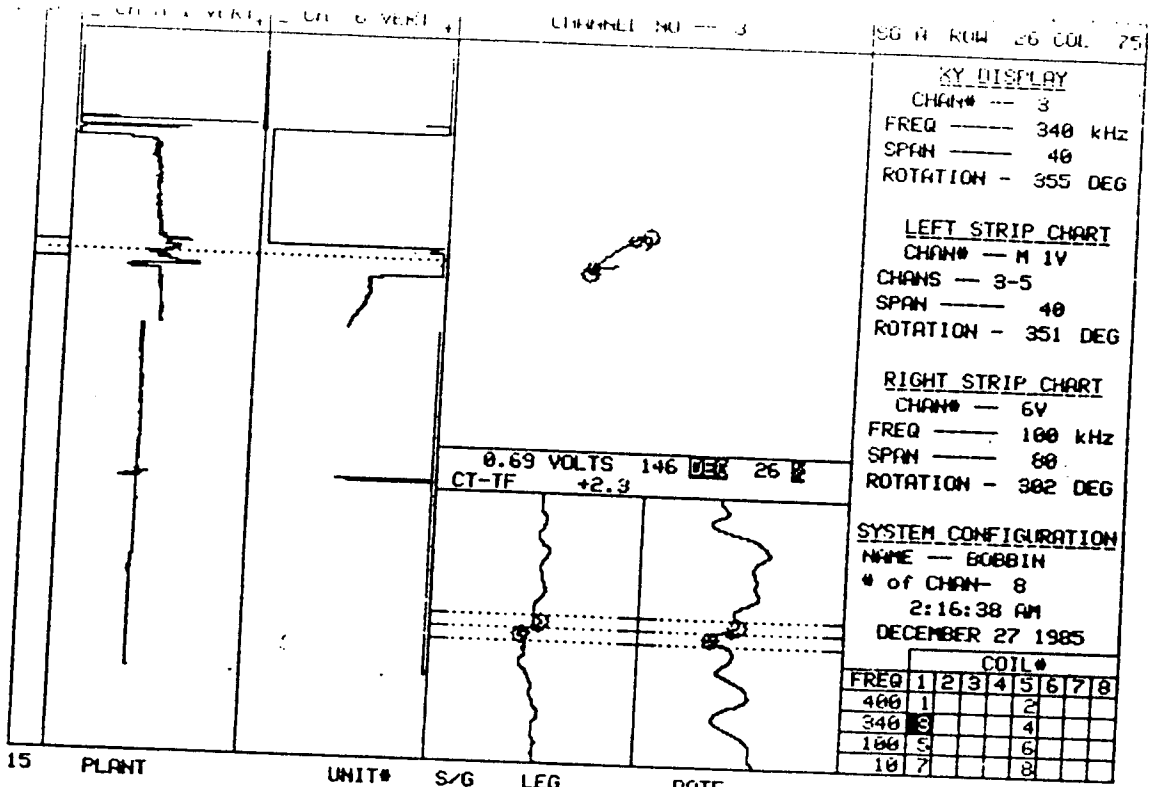 CH 6 VERT
CHANNEL NO -- 3
SG A ROW 26 COL 75
XY DISPLAY
CHAN# -- 3
FREQ ----- 340 kHz
SPAN ----- 40
ROTATION - 355 DEG
LEFT STRIP CHART
CHAN# -- M 1V
CHANS -- 3-5
SPAN ----- 40
ROTATION - 351 DEG
RIGHT STRIP CHART
CHAN# -- 6V
FREQ ----- 100 kHz
SPAN ----- 80
ROTATION - 302 DEG
0.69 VOLTS 146 DEG 26
CT-TF +2.3
SYSTEM CONFIGURATION
NAME -- BOBBIN
# of CHAN- 8
2:16:38 AM
DECEMBER 27 1985
COIL#
FREQ 1 2 3 4 5 6 7 8
400 1 2
340 3 4
100 5 6
10 7 8
15 PLANT UNIT# S/G LEG DATE